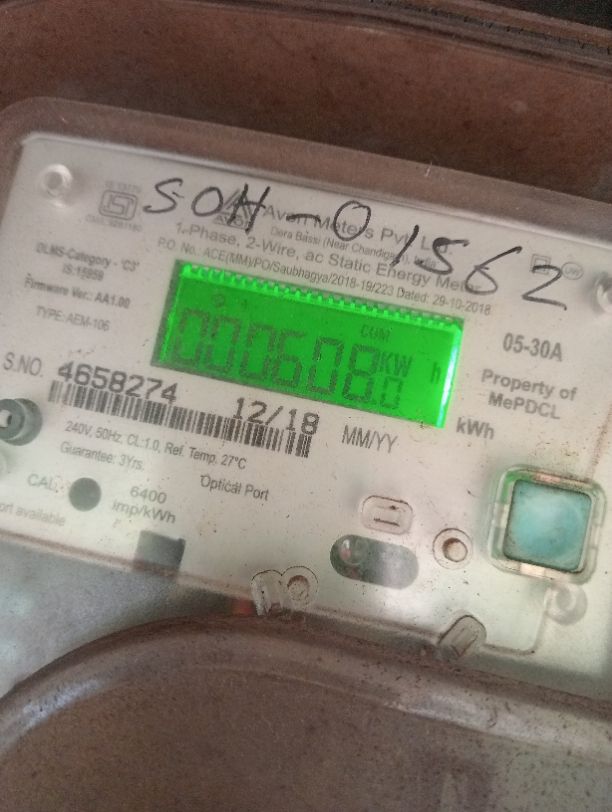 SOH-01562
Avon Meters Pvt. Ltd.
Dera Bassi (Near Chandigarh), India
1-Phase, 2-Wire, ac Static Energy Meter
P.O. No.. ACE(MM)/PO/Saubhagya/2018-19/223 Dated: 29-10-2018
DLMS-Category - 'C3'
IS:15959
Firmware Ver.: AA1.00
TYPE: AEM-106
CUM
000608.0 KW h
05-30A
Property of
MePDCL
kWh
S.NO. 4658274 12/18 MM/YY
240V, 50Hz, CL:1.0, Ref. Temp. 27°C
Guarantee: 3Yrs.
Optical Port
CAL
6400
imp/kWh
port available